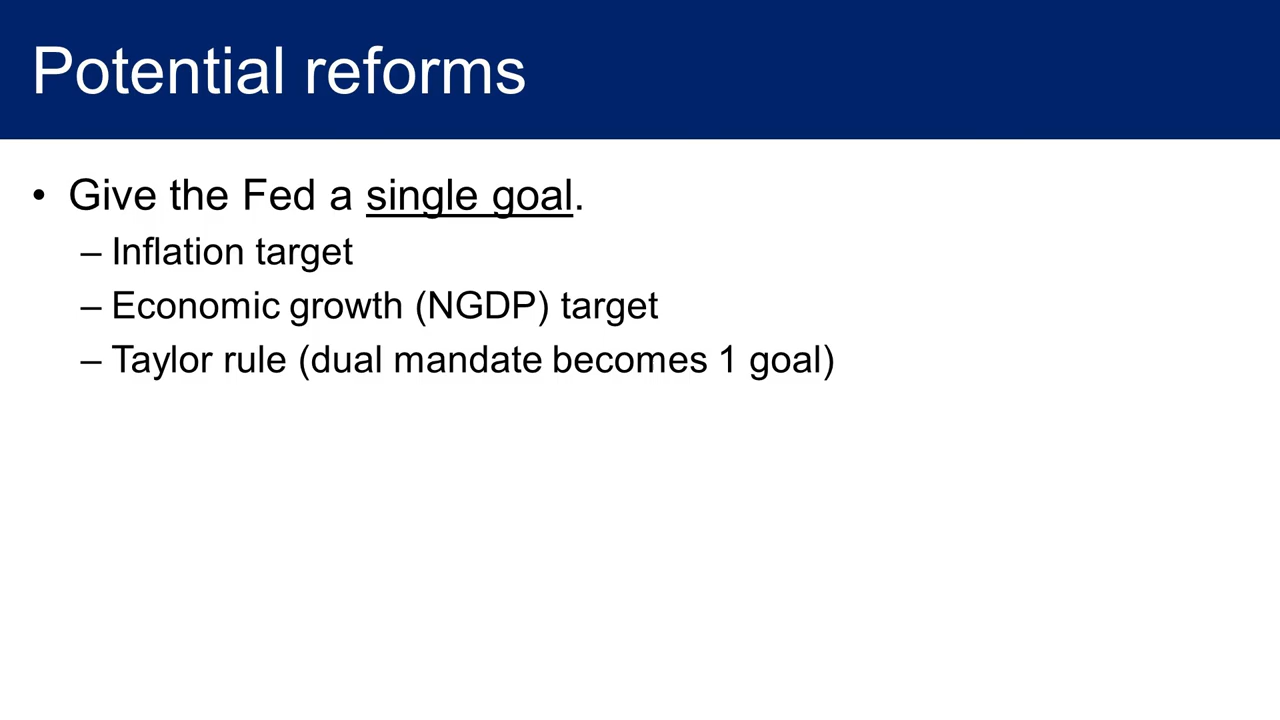 Potential reforms
• Give the Fed a single goal.
– Inflation target
– Economic growth (NGDP) target
– Taylor rule (dual mandate becomes 1 goal)